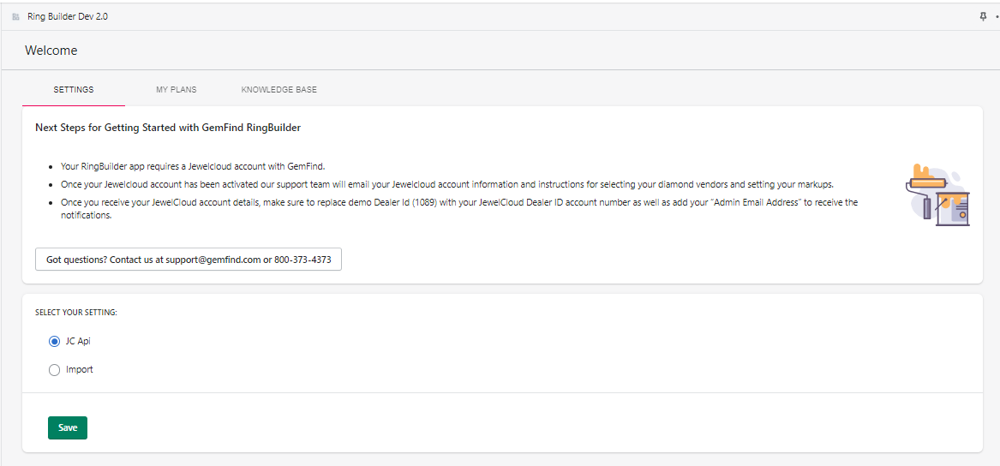 Ring Builder Dev 2.0
Welcome
SETTINGS
MY PLANS
KNOWLEDGE BASE
Next Steps for Getting Started with GemFind RingBuilder
Your RingBuilder app requires a Jewelcloud account with GemFind.
Once your Jewelcloud account has been activated our support team will email your Jewelcloud account information and instructions for selecting your diamond vendors and setting your markups.
Once you receive your JewelCloud account details, make sure to replace demo Dealer Id (1089) with your JewelCloud Dealer ID account number as well as add your “Admin Email Address” to receive the
notifications.
Got questions? Contact us at support@gemfind.com or 800-373-4373
SELECT YOUR SETTING:
JC Api
Import
Save